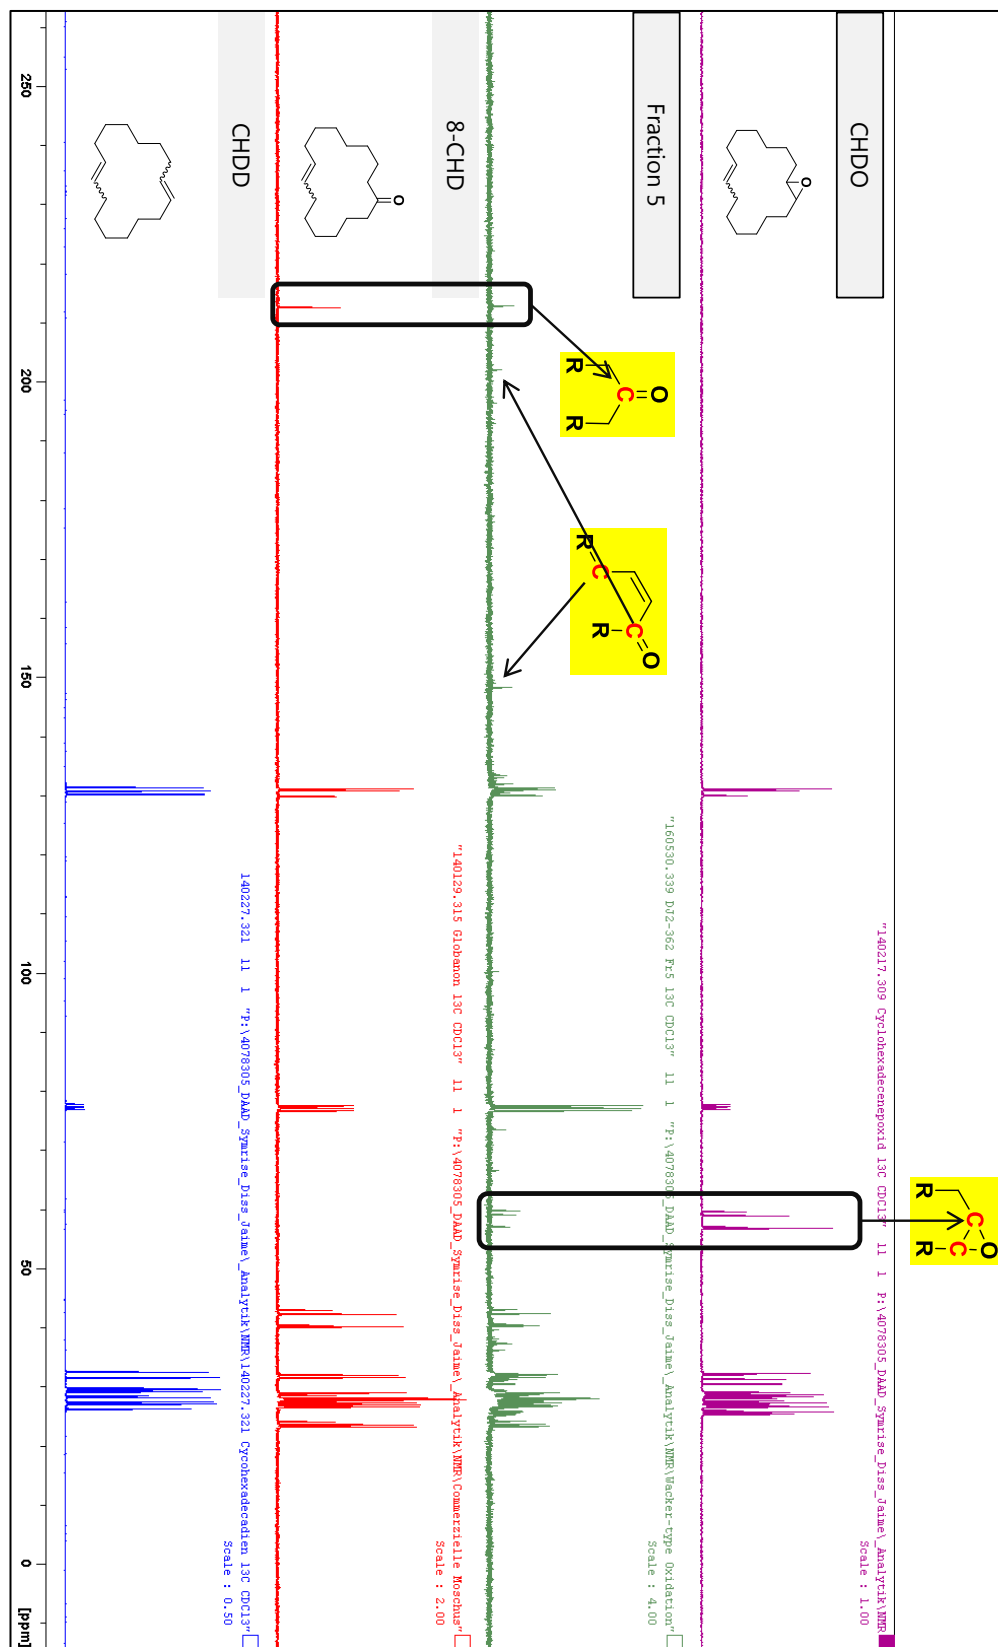 CHDO
O
"140217.309 Cyclohexadecenepoxid 13C CDCl3" 11 1 P:\4078305_DAAD_Symrise_Diss_Jaime\_Analytik\NMR
Scale : 1.00
R
C
O
C
R
Fraction 5
"160530.339 DJ2-362 Fr5 13C CDCl3" 11 1 "P:\4078305_DAAD_Symrise_Diss_Jaime\_Analytik\NMR\Wacker-type Oxidation"
Scale : 4.00
R
C
O
R
R
C
C
O
R
8-CHD
O
"140129.315 Globanon 13C CDCl3" 11 1 "P:\4078305_DAAD_Symrise_Diss_Jaime\_Analytik\NMR\Commerzielle Moschus"
Scale : 2.00
CHDD
140227.321 11 1 "P:\4078305_DAAD_Symrise_Diss_Jaime\_Analytik\NMR\140227.321 Cycohexadecadien 13C CDCl3"
Scale : 0.50
250 200 150 100 50 0 [ppm]